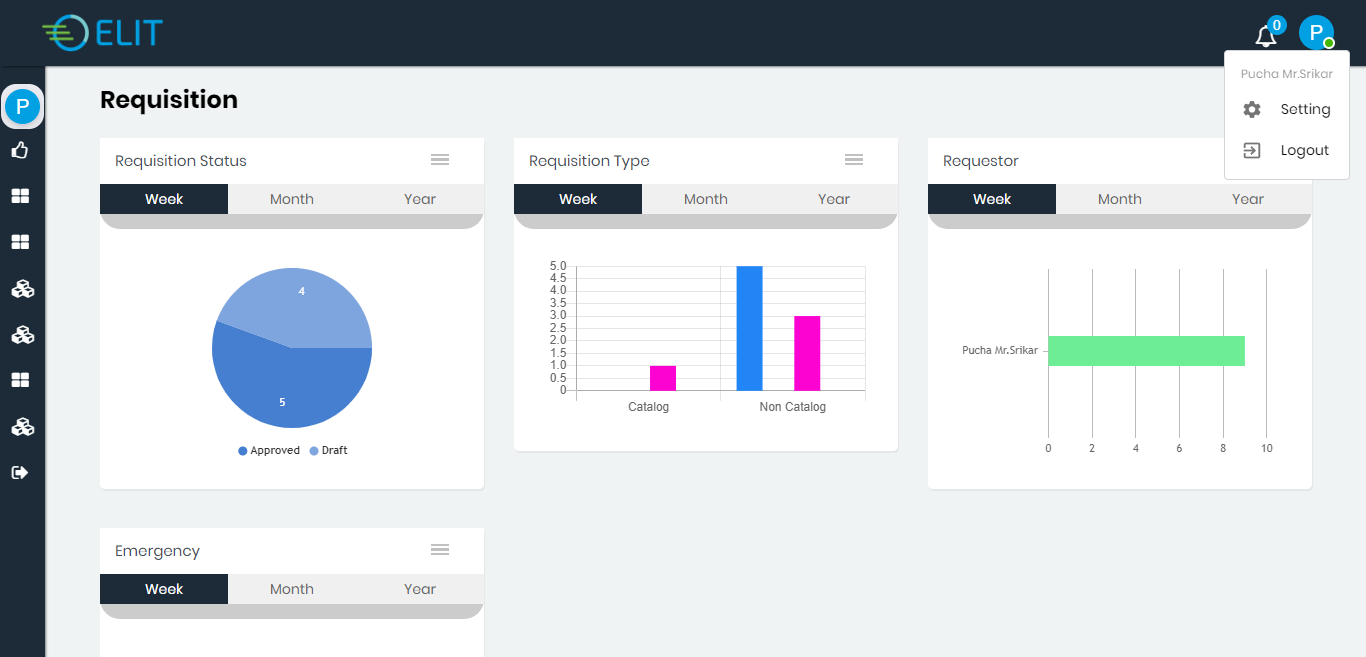 ELIT
0
P
Pucha Mr.Srikar
Setting
Logout
P
Requisition
Requisition Status
Week Month Year
4
5
Approved Draft
Requisition Type
Week Month Year
5.0
4.5
4.0
3.5
3.0
2.5
2.0
1.5
1.0
0.5
0
Catalog Non Catalog
Requestor
Week Month Year
Pucha Mr.Srikar
0 2 4 6 8 10
Emergency
Week Month Year